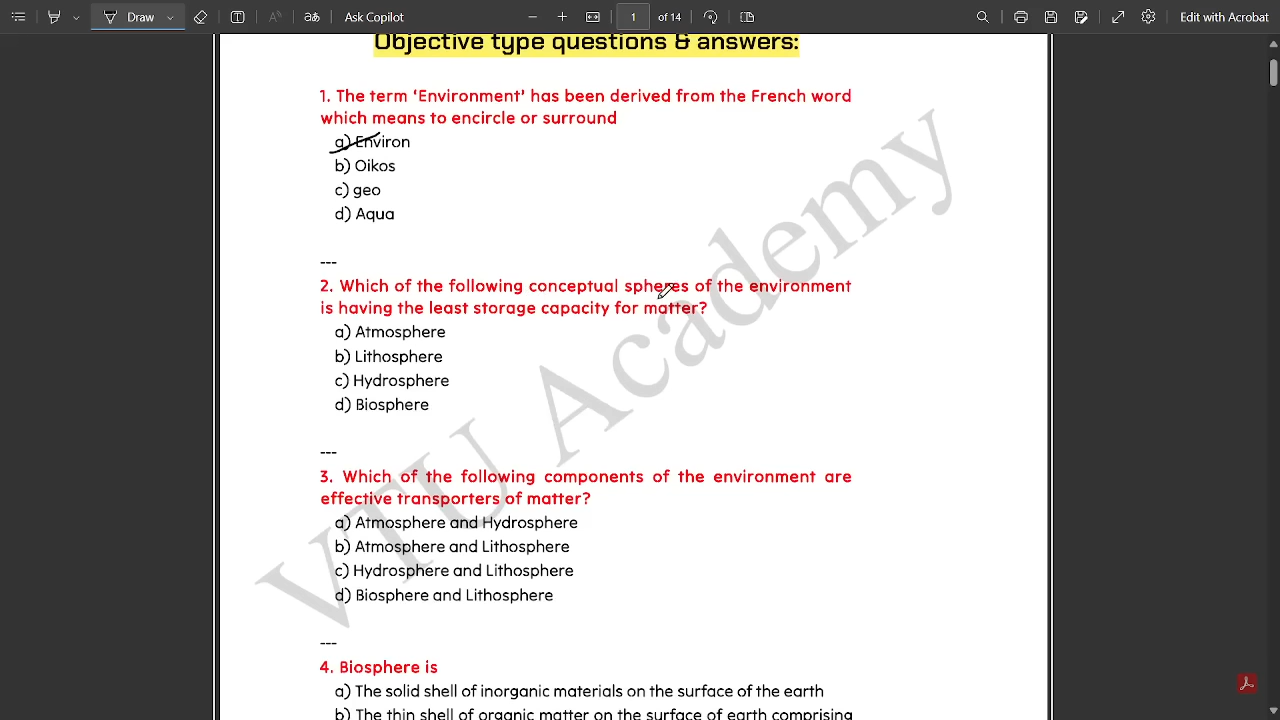 Draw
Ask Copilot
1 of 14
Edit with Acrobat
Objective type questions & answers:
1. The term ‘Environment’ has been derived from the French word
which means to encircle or surround
a) Environ
b) Oikos
c) geo
d) Aqua
---
2. Which of the following conceptual spheres of the environment
is having the least storage capacity for matter?
a) Atmosphere
b) Lithosphere
c) Hydrosphere
d) Biosphere
---
3. Which of the following components of the environment are
effective transporters of matter?
a) Atmosphere and Hydrosphere
b) Atmosphere and Lithosphere
c) Hydrosphere and Lithosphere
d) Biosphere and Lithosphere
---
4. Biosphere is
a) The solid shell of inorganic materials on the surface of the earth
b) The thin shell of organic matter on the surface of earth comprising
VTU Academy